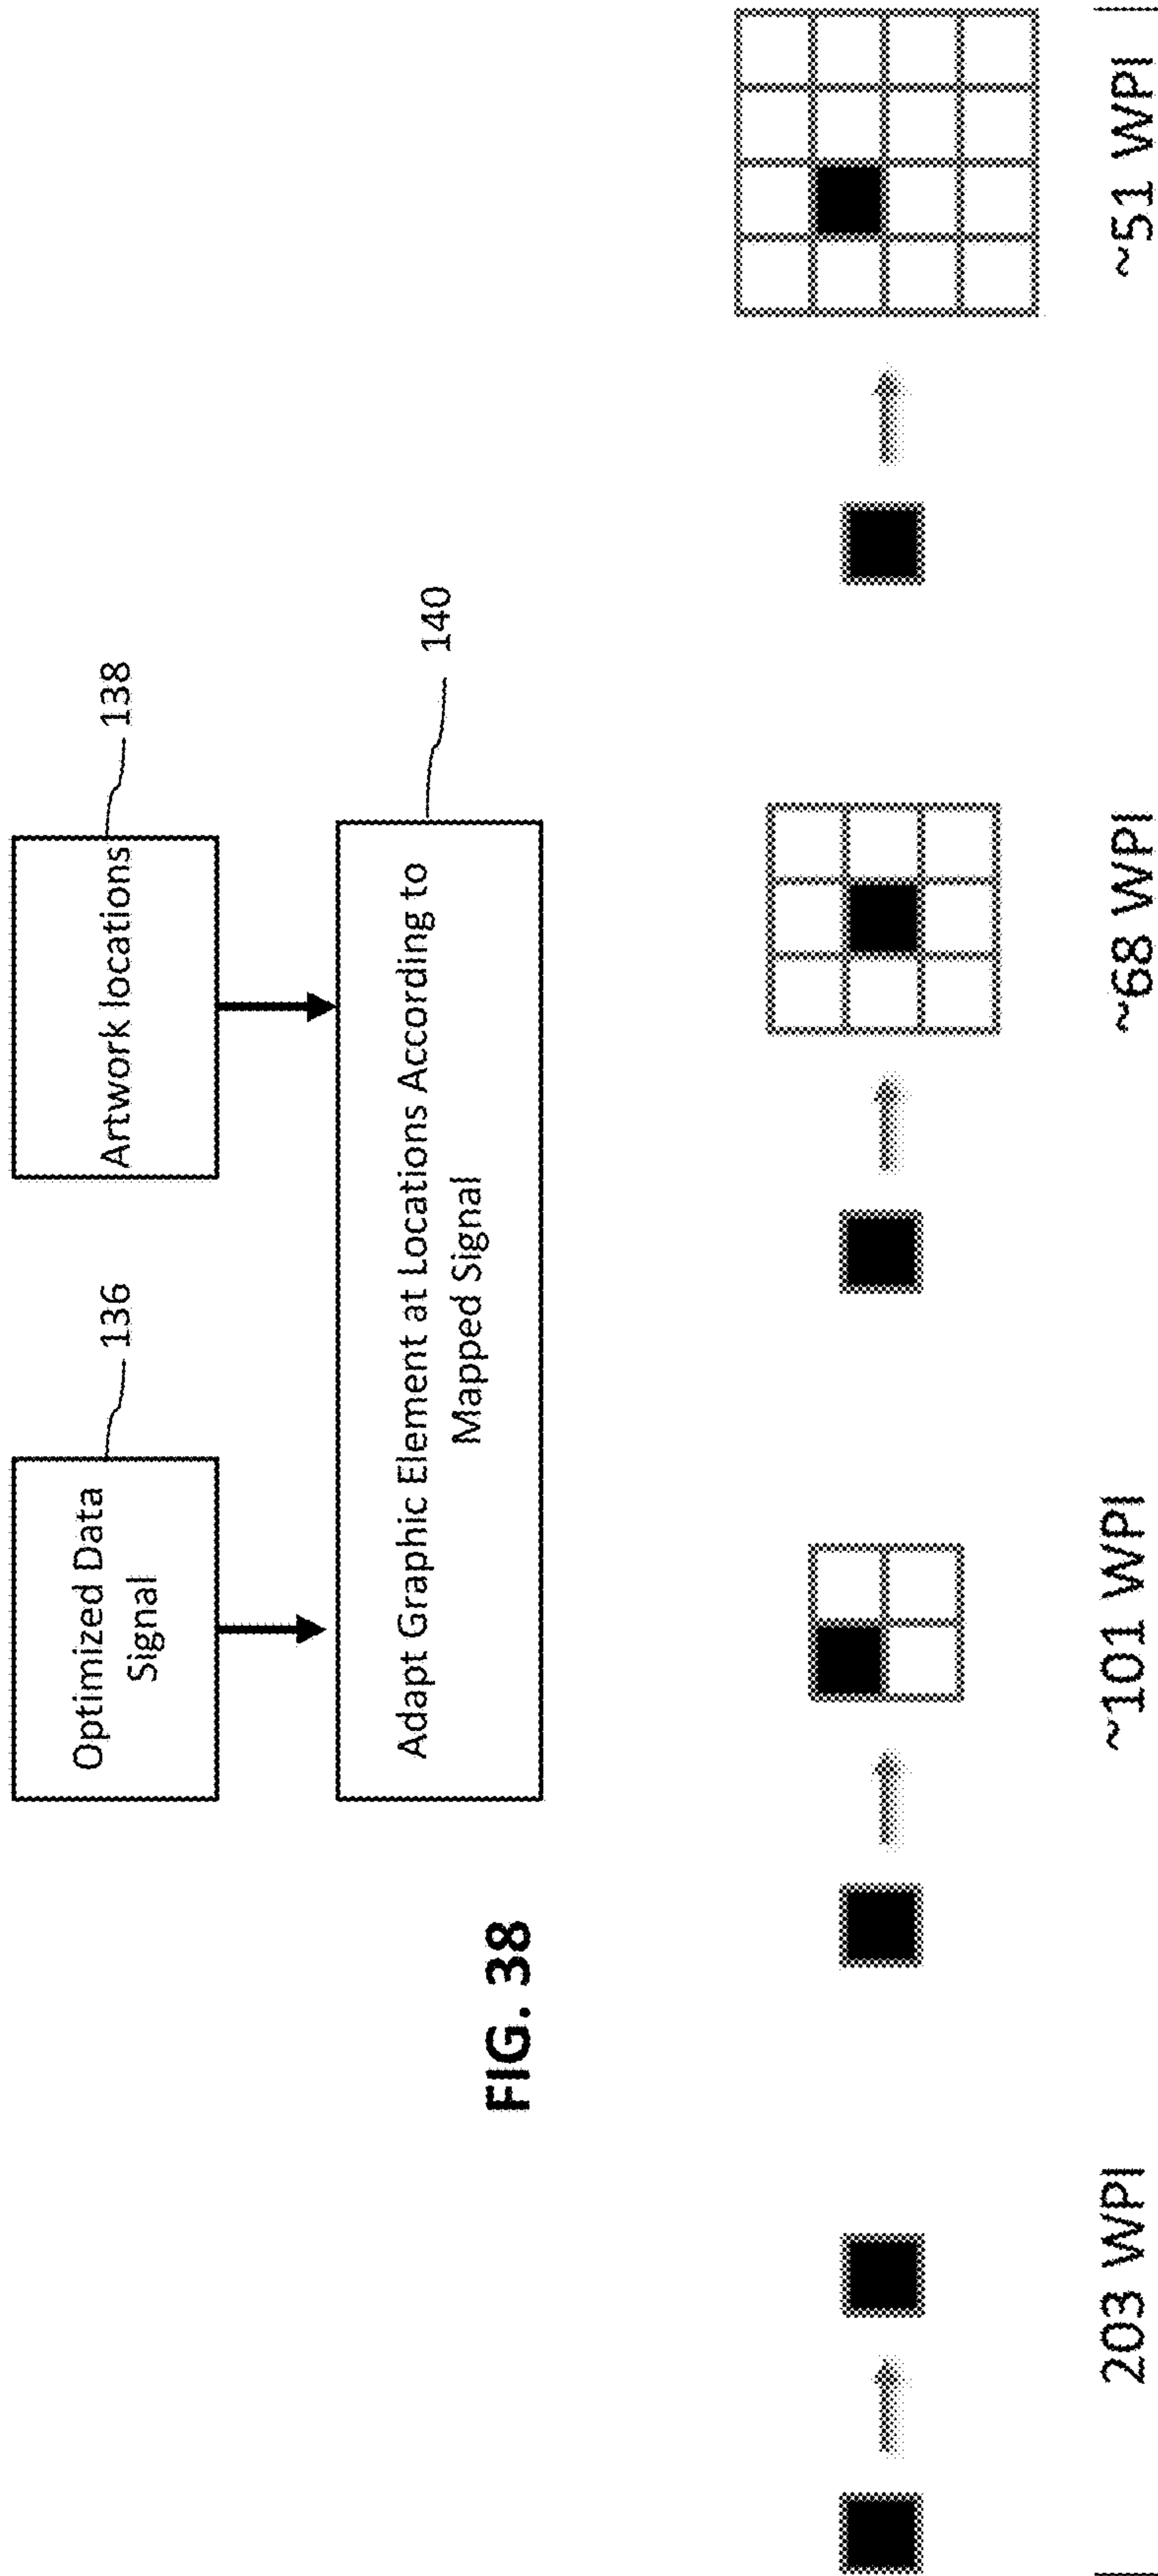 136
138
Optimized Data
Signal
Artwork locations
140
Adapt Graphic Element at Locations According to
Mapped Signal
FIG. 38
203 WPI
~101 WPI
~68 WPI
~51 WPI